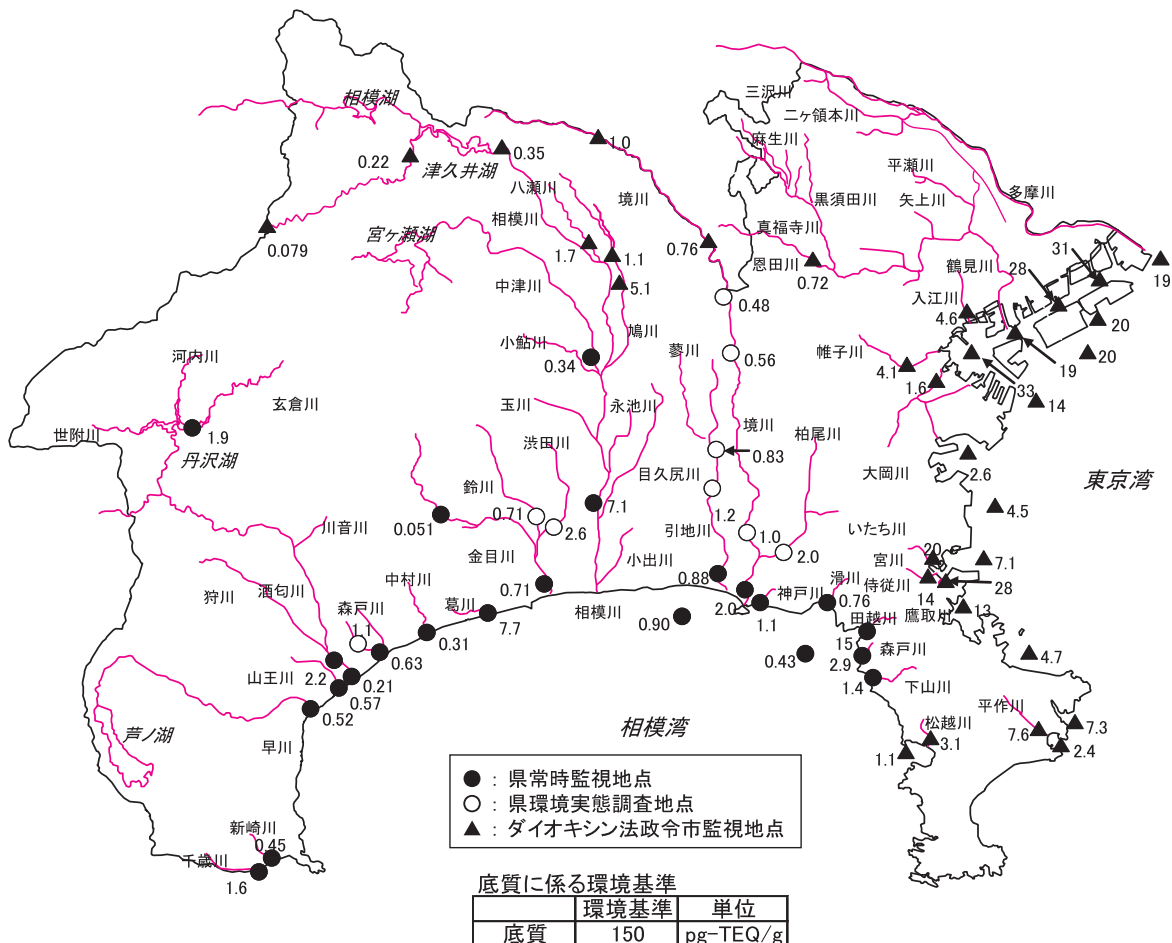 三沢川
相模湖
二ヶ領本川
麻生川
1.0
0.35
0.22
平瀬川
津久井湖
八瀬川
境川
黒須田川
矢上川
多摩川
相模川
真福寺川
0.079
宮ヶ瀬湖
1.7
1.1
0.76
恩田川
31
鶴見川
28
0.72
19
中津川
5.1
0.48
入江川
4.6
20
鳩川
小鮎川
0.34
蓼川
0.56
帷子川
4.1
19
20
河内川
1.6
33
14
玄倉川
玉川
永池川
世附川
1.9
丹沢湖
渋田川
境川
柏尾川
0.83
大岡川
2.6
東京湾
鈴川
目久尻川
0.71
7.1
1.2
4.5
0.051
川音川
2.6
引地川
1.0
いたち川
2.0
20
宮川
7.1
金目川
小出川
侍従川
28
狩川
酒匂川
中村川
0.71
0.88
滑川
14
神戸川
森戸川
葛川
相模川
2.0
1.1
0.76
鷹取川
13
1.1
7.7
0.90
田越川
0.31
15
森戸川
0.63
0.43
2.9
4.7
山王川
2.2
0.21
0.57
1.4
下山川
0.52
平作川
芦ノ湖
早川
相模湾
松越川
7.6
7.3
3.1
1.1
2.4
●：県常時監視地点
○：県環境実態調査地点
▲：ダイオキシン法政令市監視地点
新崎川
0.45
千歳川
1.6
底質に係る環境基準
環境基準 単位
底質 150 pg-TEQ/g